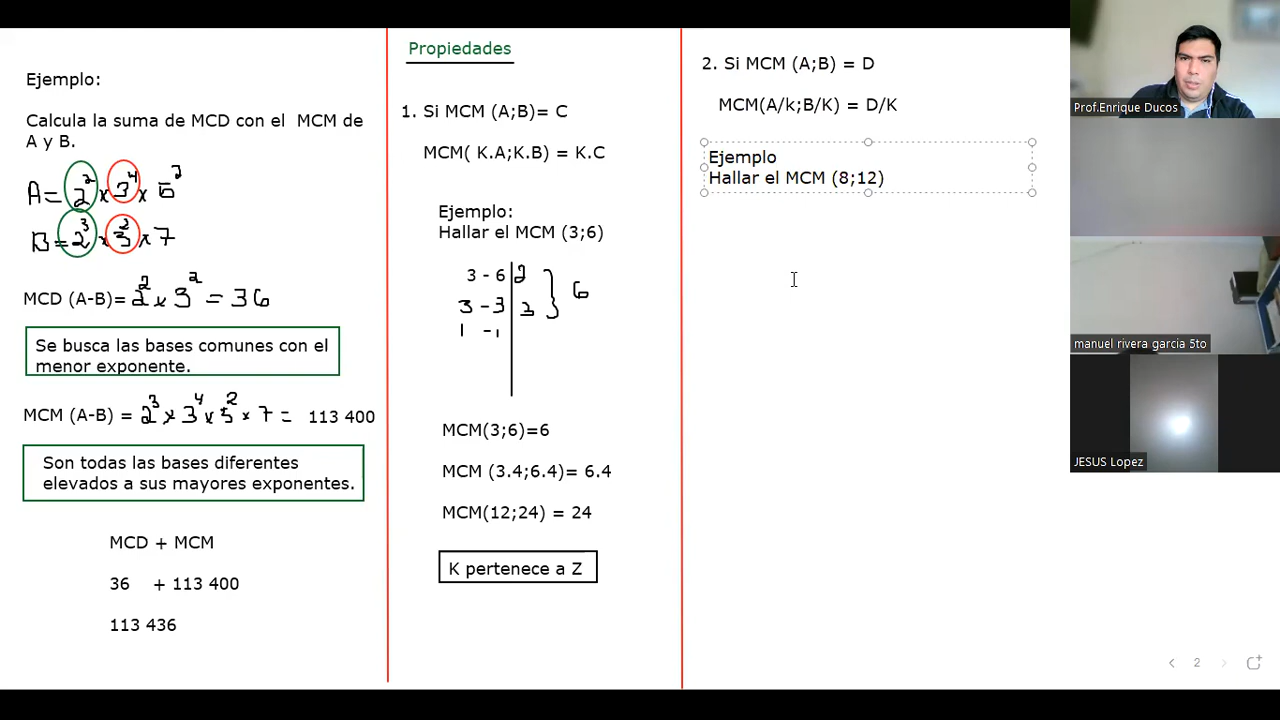 Ejemplo:
Calcula la suma de MCD con el MCM de
A y B.
A = 2² x 3⁴ x 5²
B = 2³ x 3² x 7
MCD (A-B)= 2² x 3² = 36
Se busca las bases comunes con el
menor exponente.
MCM (A-B) = 2³ x 3⁴ x 5² x 7 = 113 400
Son todas las bases diferentes
elevados a sus mayores exponentes.
MCD + MCM
36 + 113 400
113 436
Propiedades
1. Si MCM (A;B)= C
MCM( K.A;K.B) = K.C
Ejemplo:
Hallar el MCM (3;6)
3 - 6 | 2
3 - 3 | 3 } 6
1 - 1
MCM(3;6)=6
MCM (3.4;6.4)= 6.4
MCM(12;24) = 24
K pertenece a Z
2. Si MCM (A;B) = D
MCM(A/k;B/K) = D/K
Ejemplo
Hallar el MCM (8;12)
Prof.Enrique Ducos
manuel rivera garcia 5to
JESUS Lopez
2